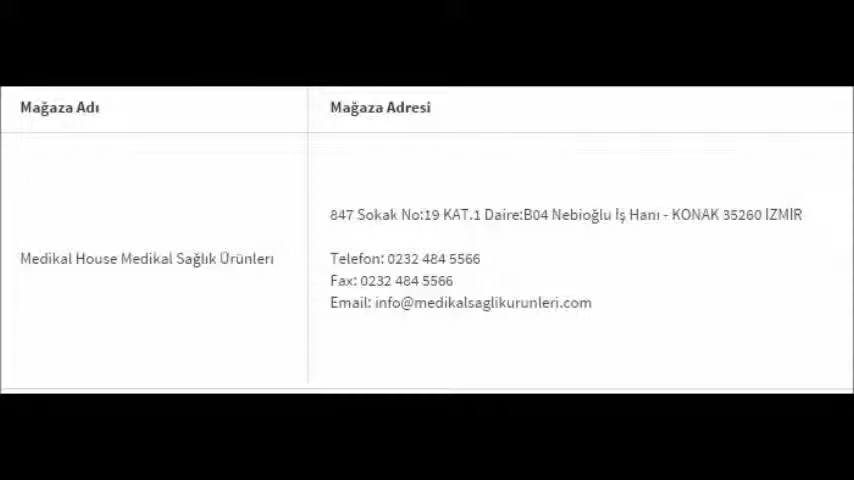 Mağaza Adı
Mağaza Adresi
847 Sokak No:19 KAT.1 Daire:B04 Nebioğlu İş Hanı - KONAK 35260 İZMİR
Medikal House Medikal Sağlık Ürünleri
Telefon: 0232 484 5566
Fax: 0232 484 5566
Email: info@medikalsaglikurunleri.com